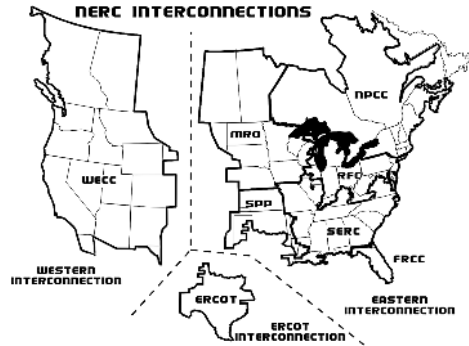 NERC INTERCONNECTIONS
NPCC
MRO
RFC
WECC
SPP
SERC
FRCC
WESTERN
INTERCONNECTION
ERCOT
EASTERN
INTERCONNECTION
ERCOT
INTERCONNECTION